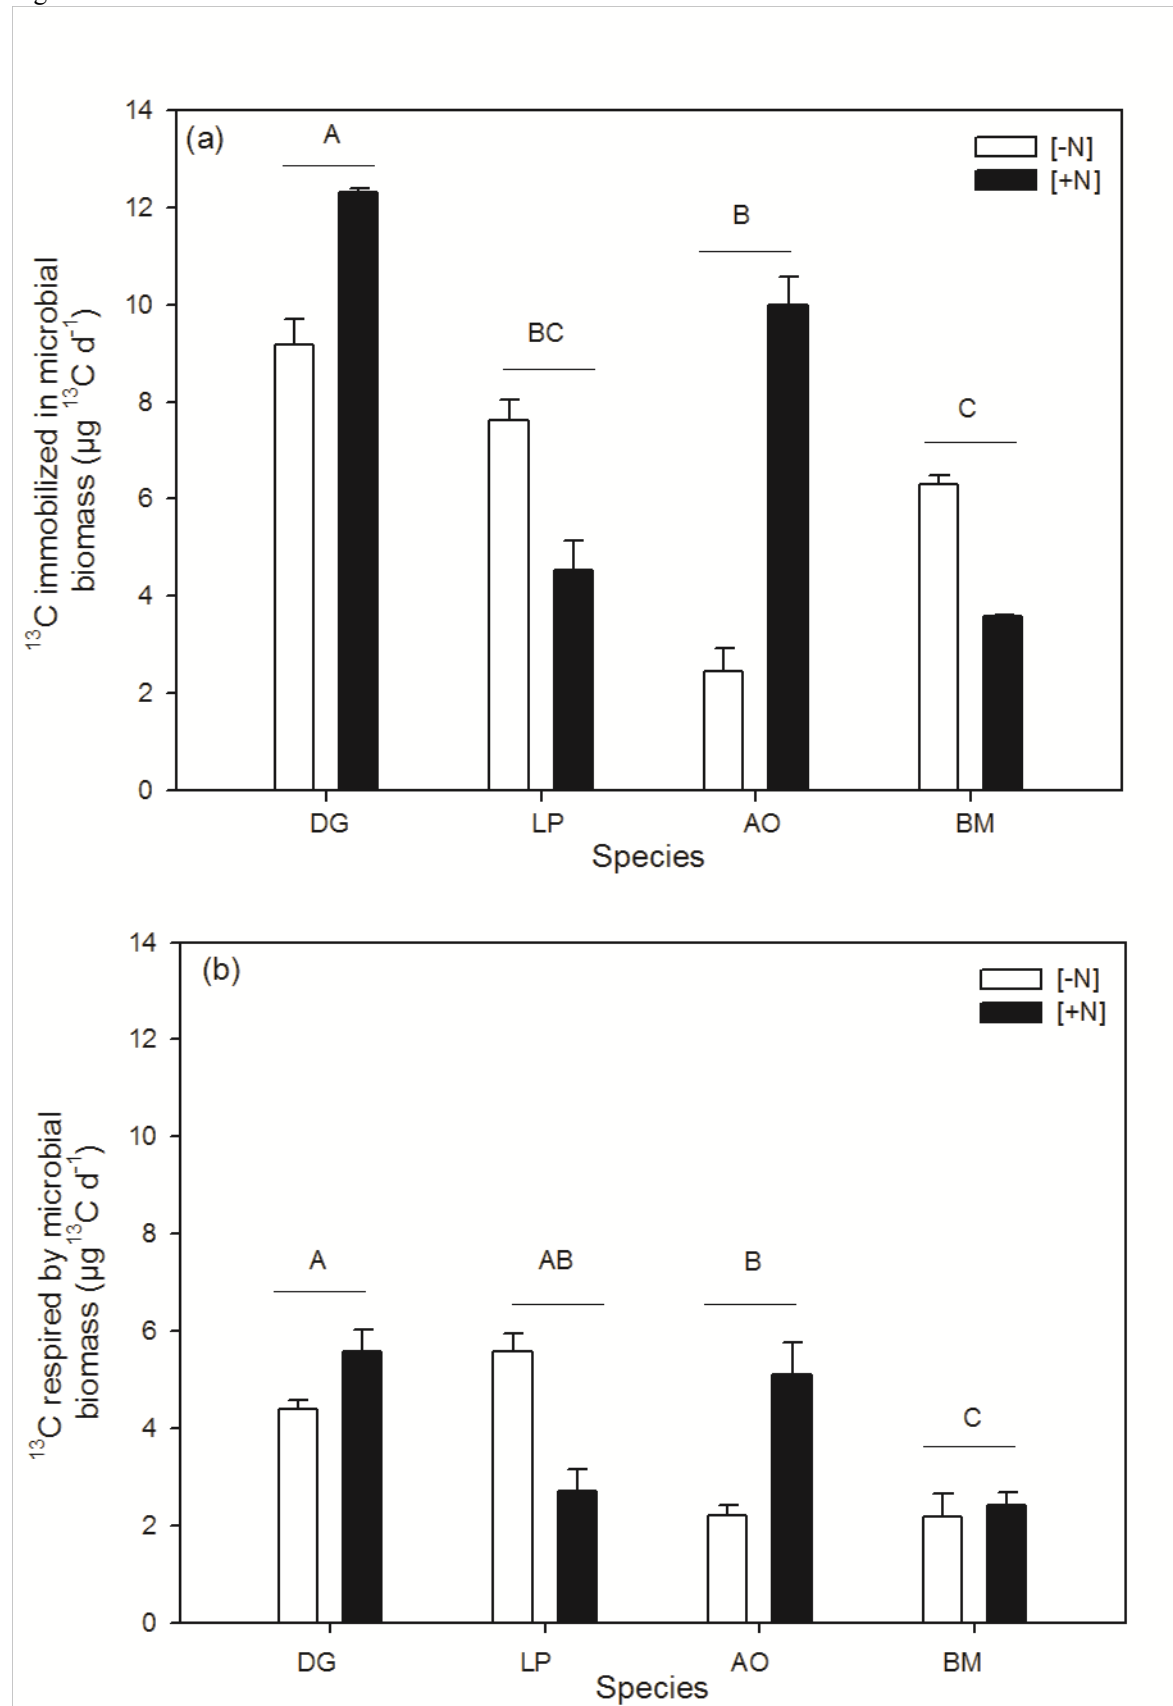 (a)
[-N]
[+N]
A
BC
B
C
14
12
10
8
6
4
2
0
¹³C immobilized in microbial
biomass (µg ¹³C d⁻¹)
DG LP AO BM
Species
(b)
[-N]
[+N]
A
AB
B
C
14
12
10
8
6
4
2
0
¹³C respired by microbial
biomass (µg ¹³C d⁻¹)
DG LP AO BM
Species